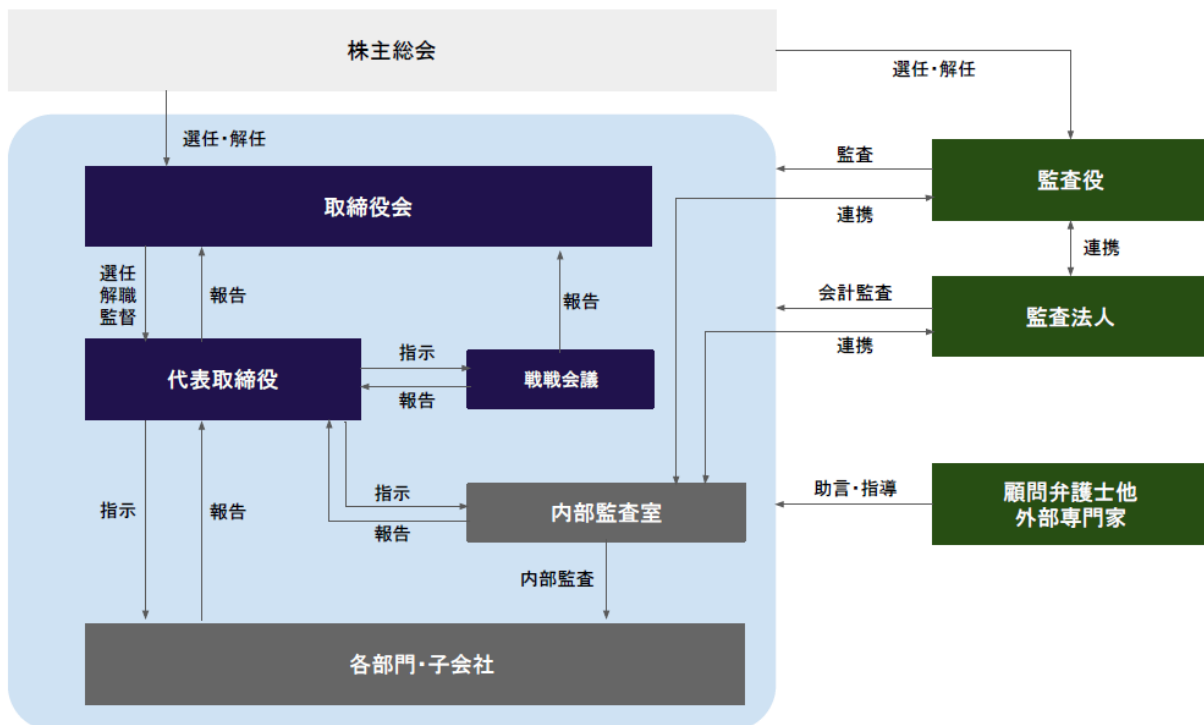 株主総会
選任・解任
選任・解任
監査
監査役
取締役会
連携
連携
選任
解職
監督
報告
報告
会計監査
監査法人
連携
代表取締役
指示
戦戦会議
報告
指示
報告
指示
報告
内部監査室
助言・指導
顧問弁護士他
外部専門家
内部監査
各部門・子会社